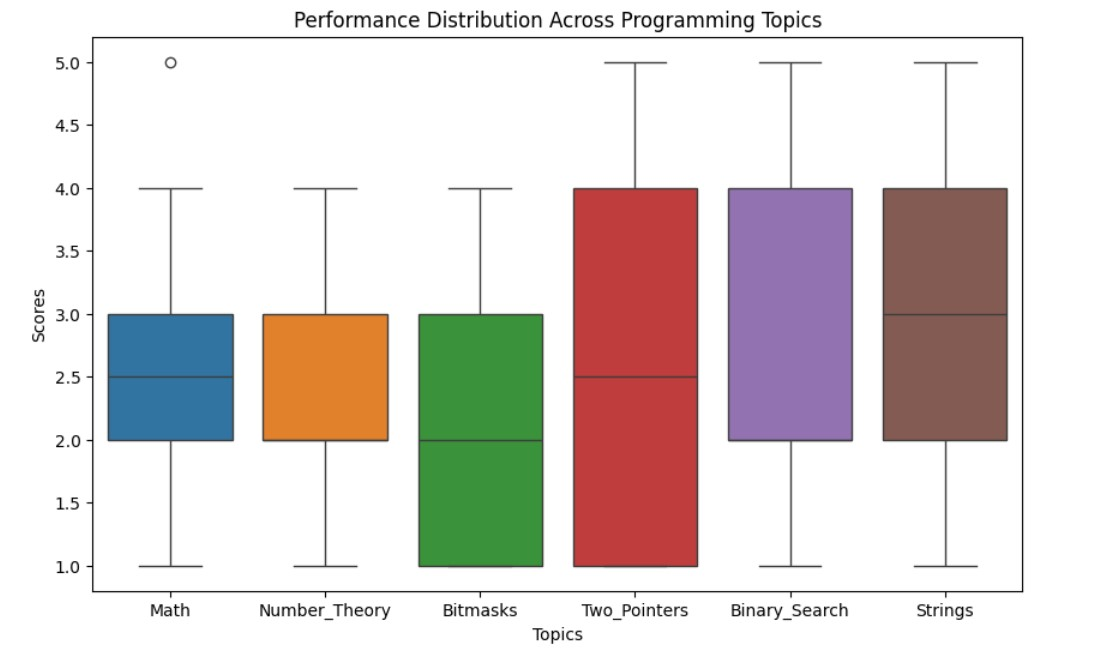 Performance Distribution Across Programming Topics
Scores
5.0
4.5
4.0
3.5
3.0
2.5
2.0
1.5
1.0
Math Number_Theory Bitmasks Two_Pointers Binary_Search Strings
Topics